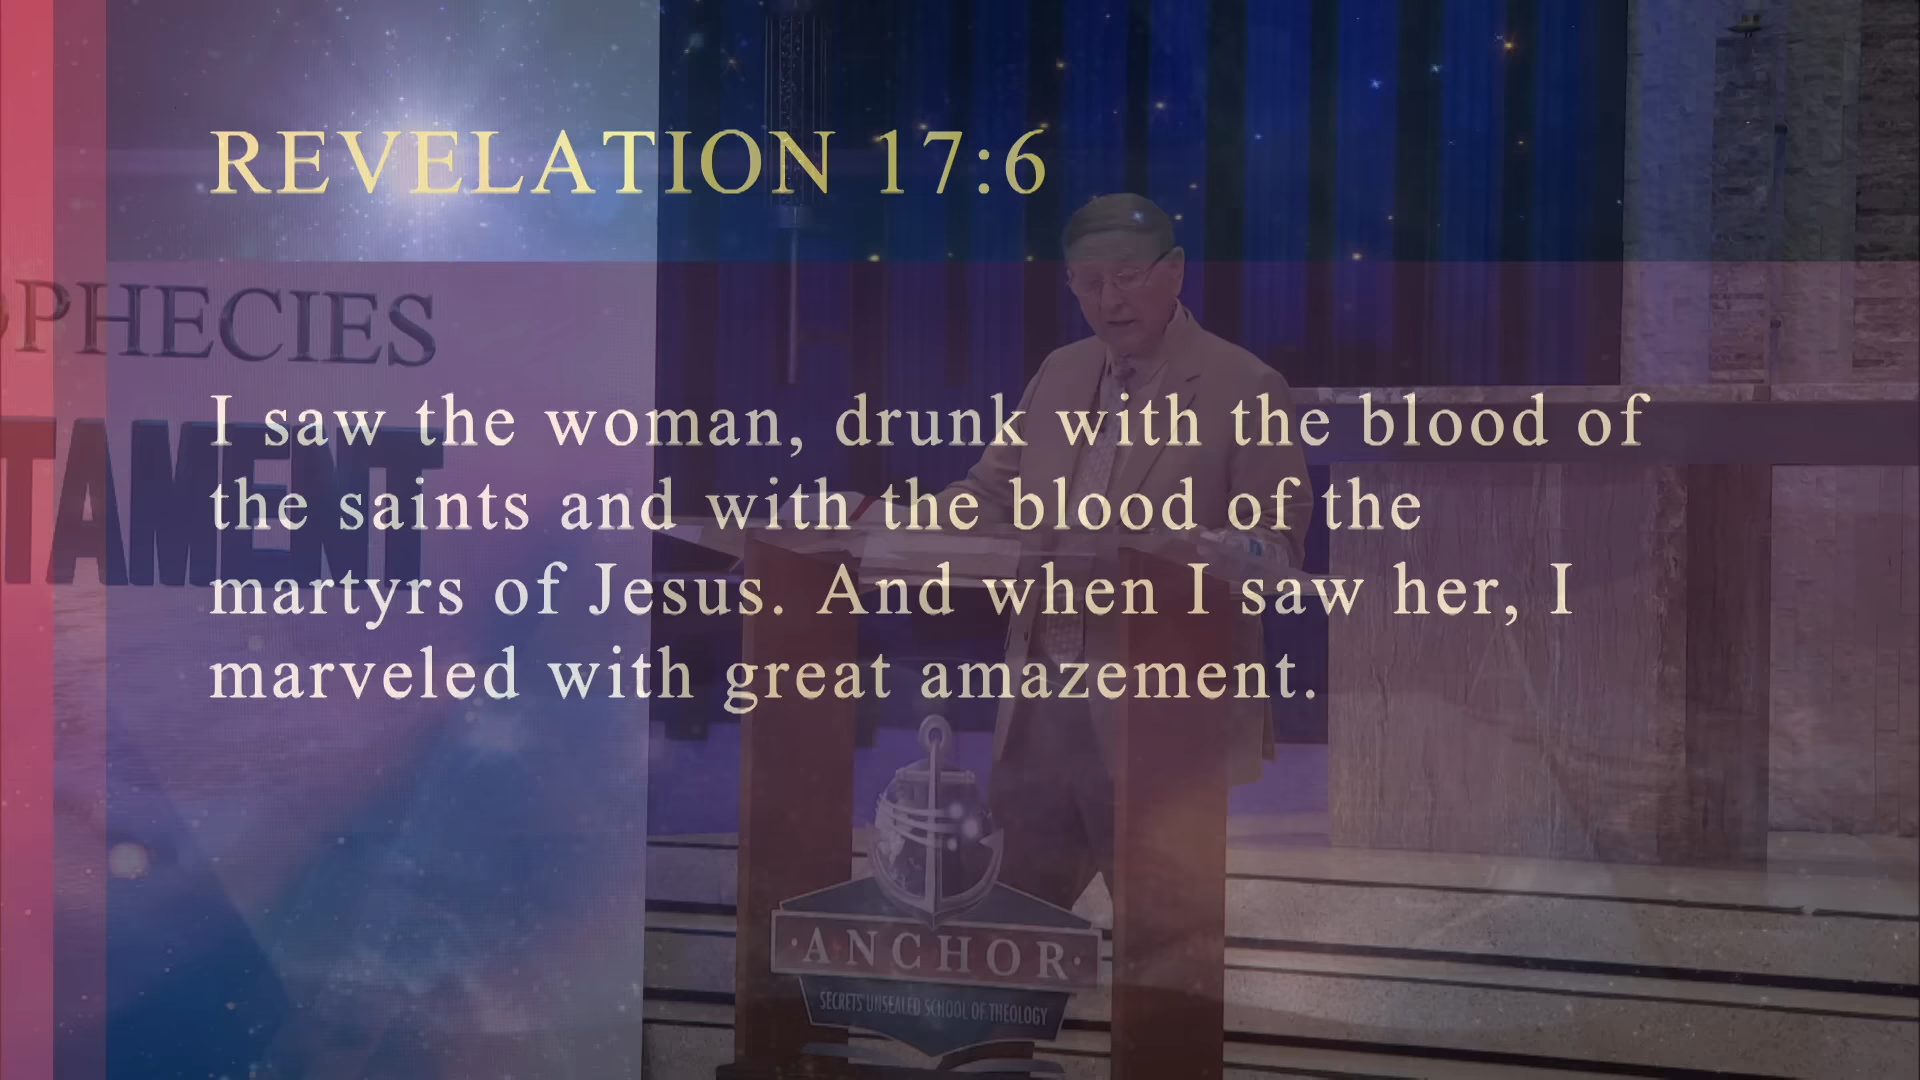 REVELATION 17:6
OPHECIES
TAMENT
I saw the woman, drunk with the blood of
the saints and with the blood of the
martyrs of Jesus. And when I saw her, I
marveled with great amazement.
·ANCHOR·
SECRETS UNSEALED SCHOOL OF THEOLOGY